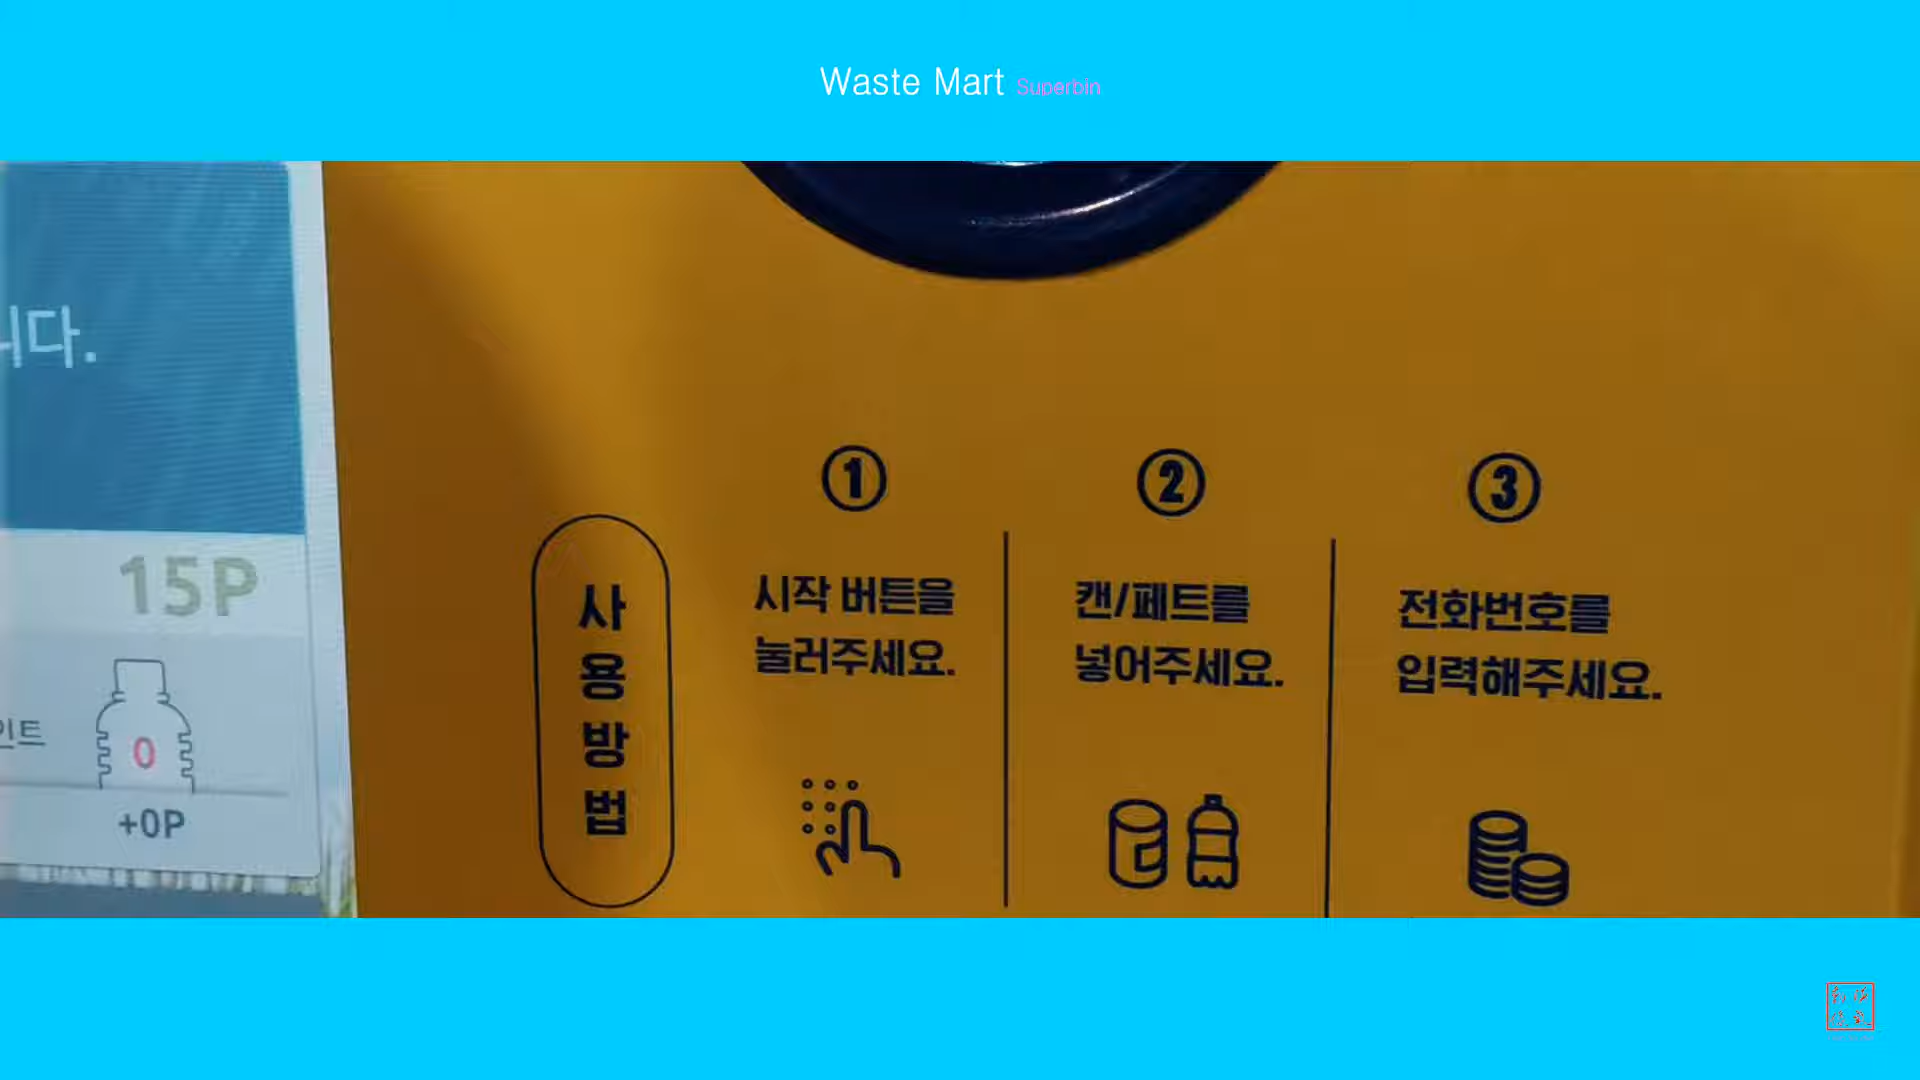 Waste Mart Superbin
니다.
15P
인트
0
+0P
사용방법
①
시작 버튼을
눌러주세요.
②
캔/페트를
넣어주세요.
③
전화번호를
입력해주세요.